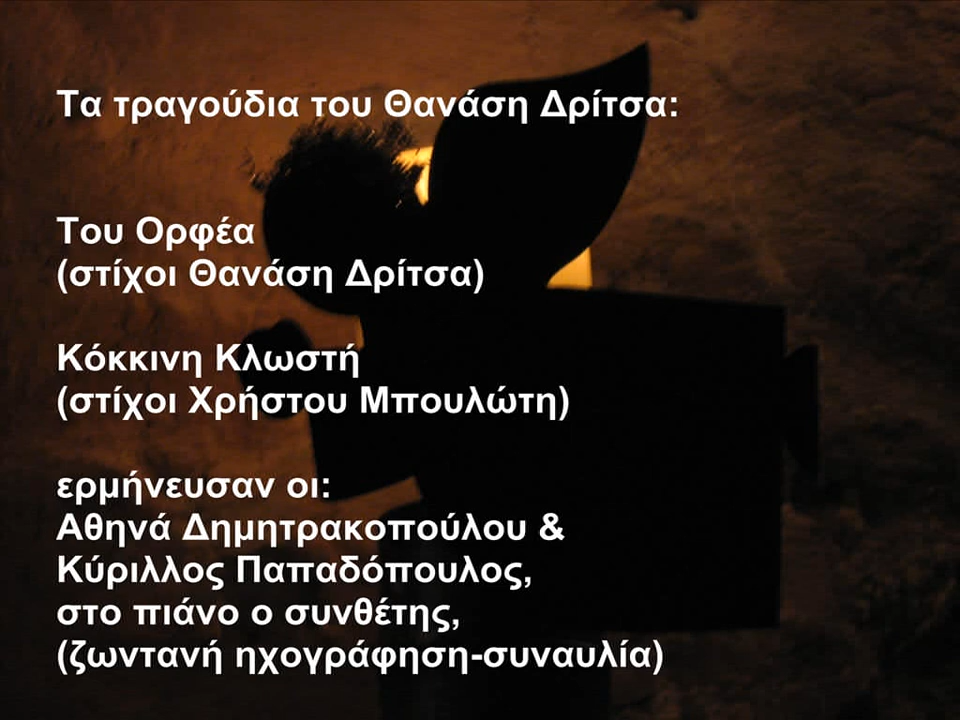 Τα τραγούδια του Θανάση Δρίτσα:
Του Ορφέα
(στίχοι Θανάση Δρίτσα)
Κόκκινη Κλωστή
(στίχοι Χρήστου Μπουλώτη)
ερμήνευσαν οι:
Αθηνά Δημητρακοπούλου &
Κύριλλος Παπαδόπουλος,
στο πιάνο ο συνθέτης,
(ζωντανή ηχογράφηση-συναυλία)